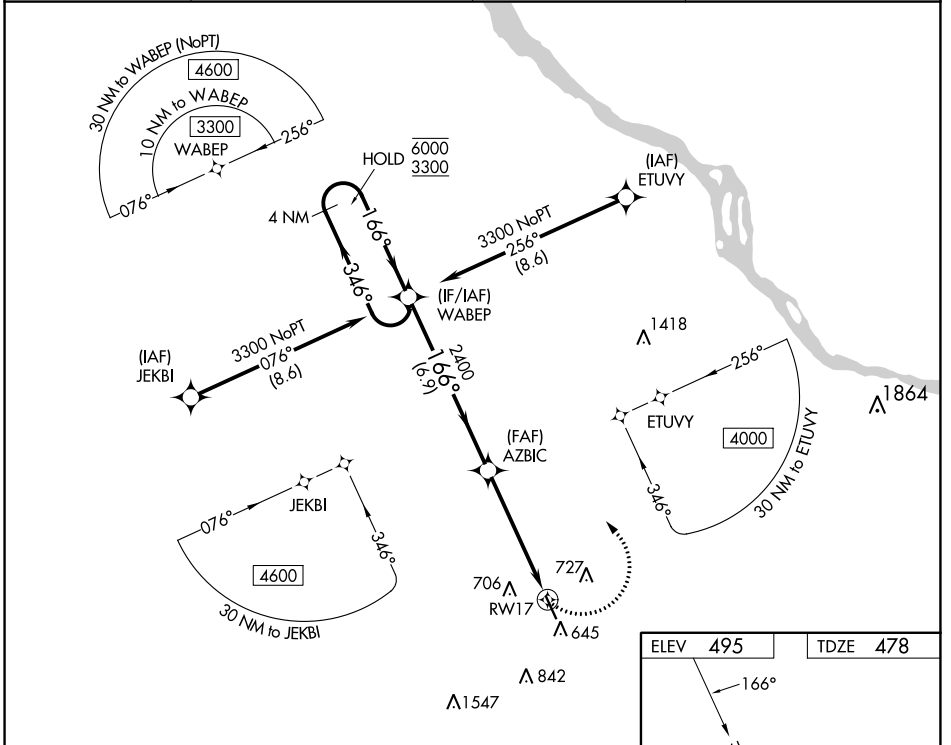 30 NM to WABEP (NoPT)
4600
10 NM to WABEP
3300
WABEP
076°
256°
HOLD
6000
3300
4 NM
166°
346°
(IF/IAF)
WABEP
(IAF)
ETUVY
3300 NoPT
256°
(8.6)
(IAF)
JEKBI
3300 NoPT
076°
(8.6)
2400
166°
(6.9)
1418
1864
256°
ETUVY
4000
346°
30 NM to ETUVY
(FAF)
AZBIC
076°
JEKBI
346°
4600
30 NM to JEKBI
706
727
RW17
645
842
1547
ELEV 495
TDZE 478
166°